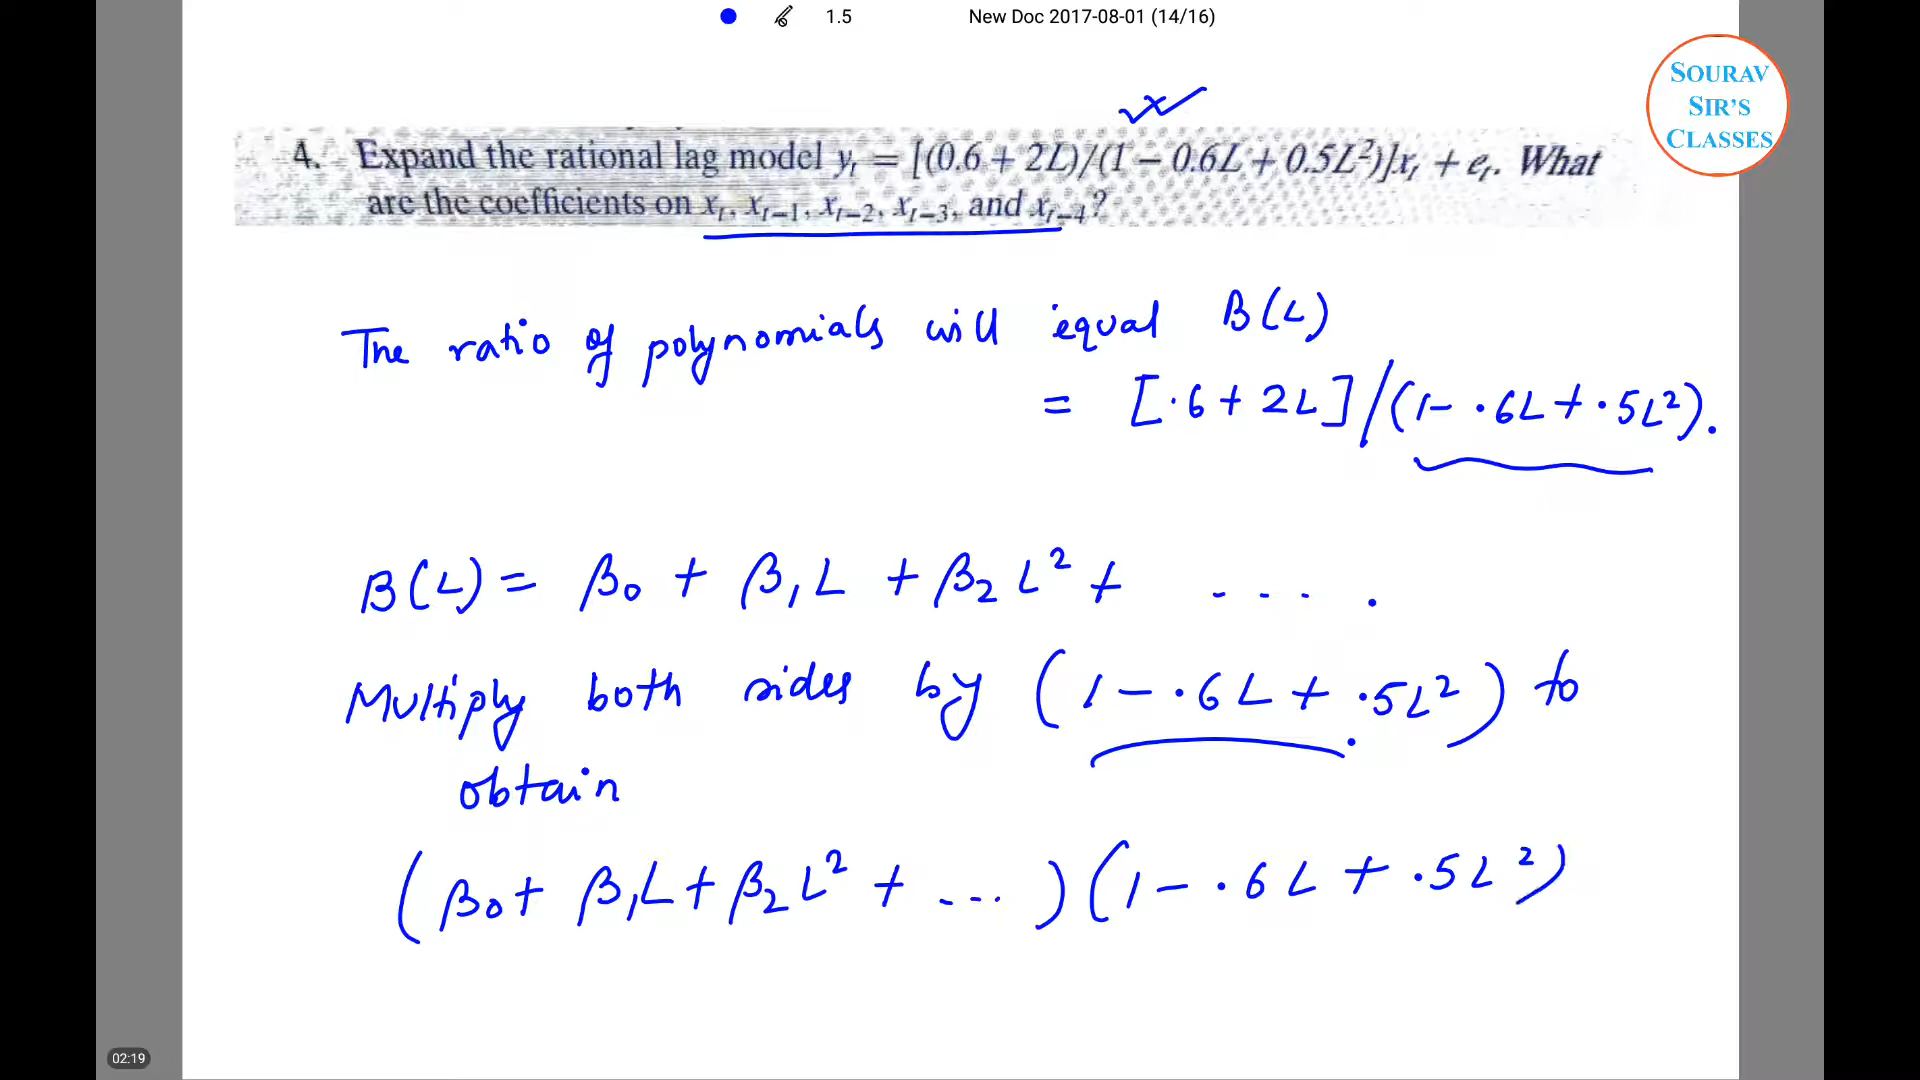 1.5 New Doc 2017-08-01 (14/16)
SOURAV
SIR'S
CLASSES
4. Expand the rational lag model yₜ = [(0.6 + 2L)/(1 − 0.6L + 0.5L²)]xₜ + eₜ. What
are the coefficients on xₜ, xₜ₋₁, xₜ₋₂, xₜ₋₃, and xₜ₋₄?
The ratio of polynomials will equal B(L)
= [.6 + 2L]/(1 − .6L + .5L²).
B(L) = β₀ + β₁L + β₂L² + .... .
Multiply both sides by (1 − .6L + .5L²) to
obtain
(β₀ + β₁L + β₂L² + ....)(1 − .6L + .5L²)
02:19